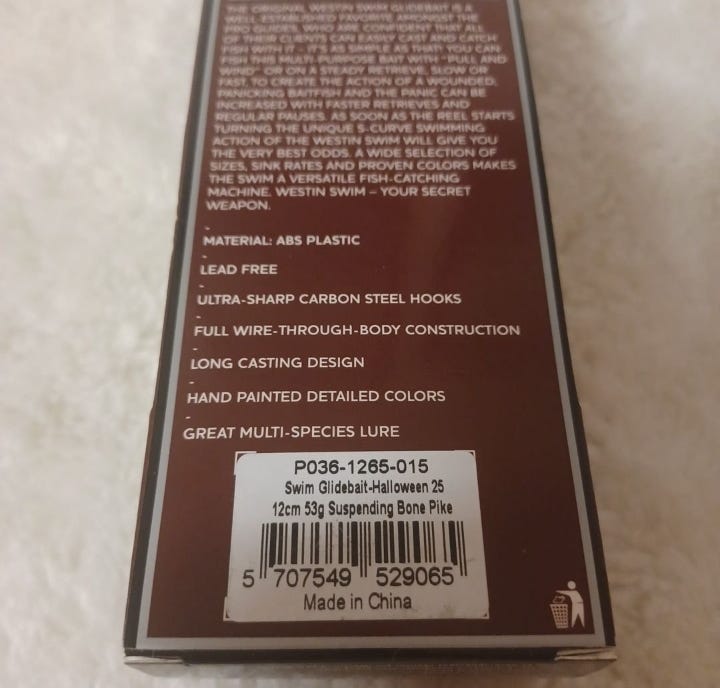 THE ORIGINAL WESTIN SWIM GLIDEBAIT IS A
WELL-ESTABLISHED FAVORITE AMONGST THE
PRO GUIDES, WHO ARE CONFIDENT THAT ALL
OF THEIR CLIENTS CAN EASILY CAST AND CATCH
FISH WITH IT – IT'S AS SIMPLE AS THAT! YOU CAN
FISH THIS MULTI-PURPOSE BAIT WITH "PULL AND
WIND" OR ON A STEADY RETRIEVE, SLOW OR
FAST, TO CREATE THE ACTION OF A WOUNDED,
PANICKING BAITFISH AND THE PANIC CAN BE
INCREASED WITH FASTER RETRIEVES AND
REGULAR PAUSES. AS SOON AS THE REEL STARTS
TURNING THE UNIQUE S-CURVE SWIMMING
ACTION OF THE WESTIN SWIM WILL GIVE YOU
THE VERY BEST ODDS. A WIDE SELECTION OF
SIZES, SINK RATES AND PROVEN COLORS MAKES
THE SWIM A VERSATILE FISH-CATCHING
MACHINE. WESTIN SWIM – YOUR SECRET
WEAPON.
-
MATERIAL: ABS PLASTIC
-
LEAD FREE
-
ULTRA-SHARP CARBON STEEL HOOKS
-
FULL WIRE-THROUGH-BODY CONSTRUCTION
-
LONG CASTING DESIGN
-
HAND PAINTED DETAILED COLORS
-
GREAT MULTI-SPECIES LURE
P036-1265-015
Swim Glidebait-Halloween 25
12cm 53g Suspending Bone Pike
5 707549 529065
Made in China